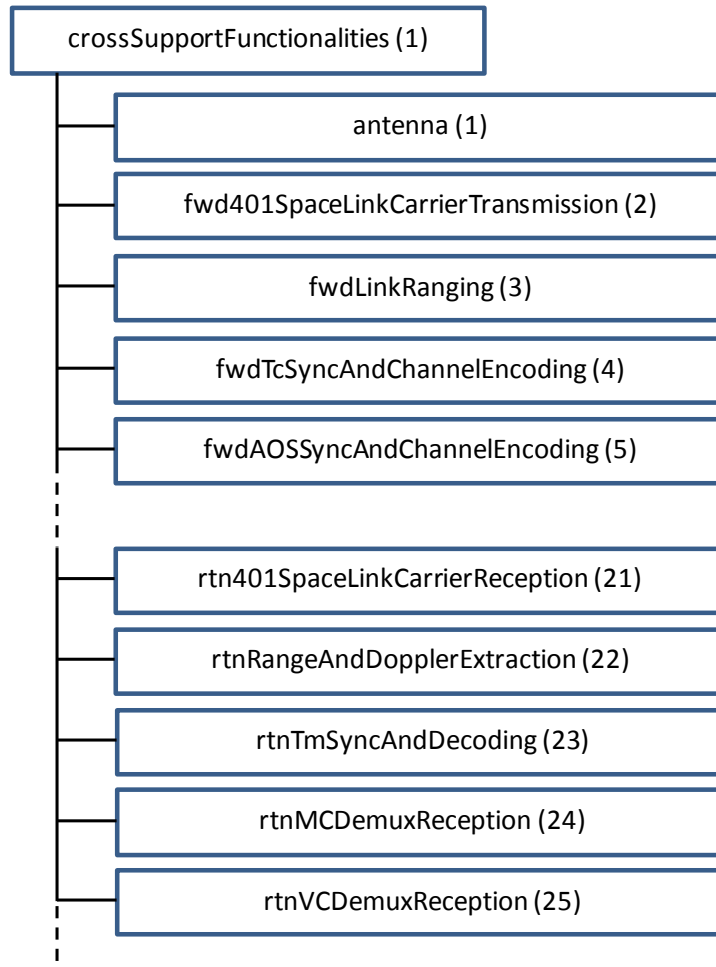 crossSupportFunctionalities (1)
antenna (1)
fwd401SpaceLinkCarrierTransmission (2)
fwdLinkRanging (3)
fwdTcSyncAndChannelEncoding (4)
fwdAOSSyncAndChannelEncoding (5)
rtn401SpaceLinkCarrierReception (21)
rtnRangeAndDopplerExtraction (22)
rtnTmSyncAndDecoding (23)
rtnMCDemuxReception (24)
rtnVCDemuxReception (25)